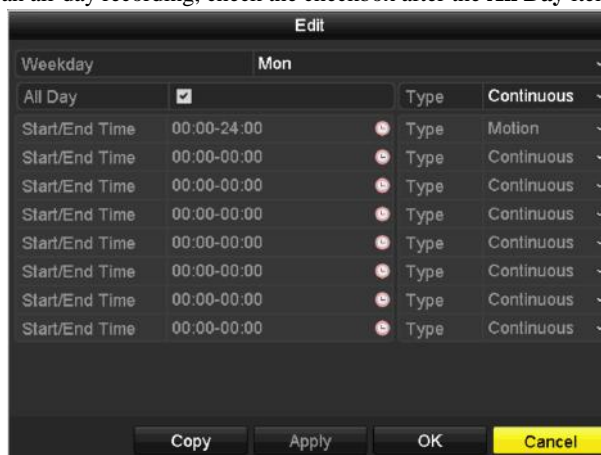 an all-day recording, check the checkbox after the All Day item
Edit
Weekday Mon
All Day Type Continuous
Start/End Time 00:00-24:00 Type Motion
Start/End Time 00:00-00:00 Type Continuous
Start/End Time 00:00-00:00 Type Continuous
Start/End Time 00:00-00:00 Type Continuous
Start/End Time 00:00-00:00 Type Continuous
Start/End Time 00:00-00:00 Type Continuous
Start/End Time 00:00-00:00 Type Continuous
Start/End Time 00:00-00:00 Type Continuous
Copy Apply OK Cancel